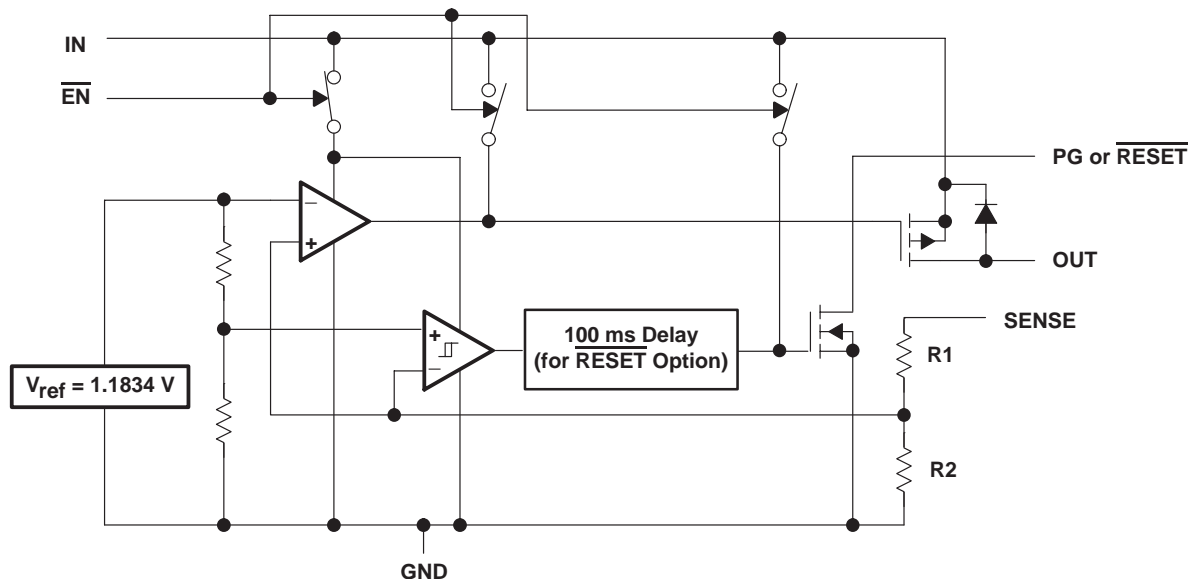 IN
EN
PG or RESET
OUT
SENSE
−
+
+
−
100 ms Delay
(for RESET Option)
R1
Vref = 1.1834 V
R2
GND